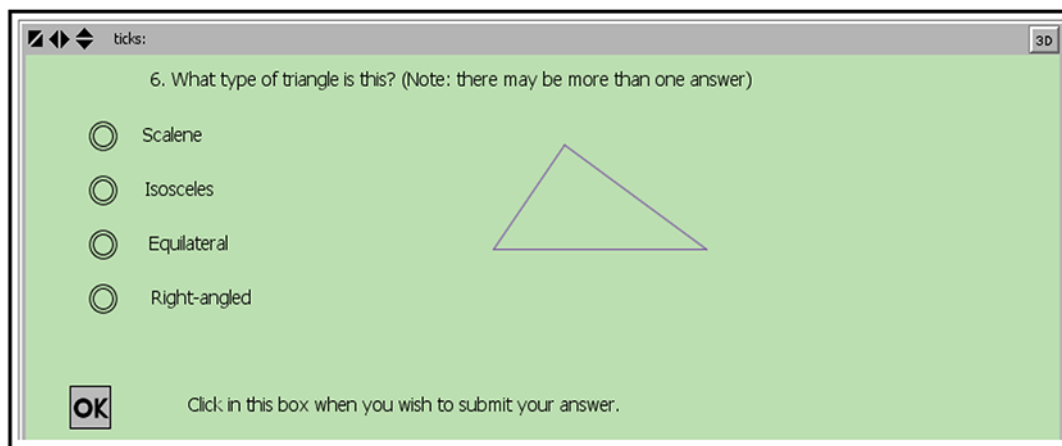 ticks:
3D
6. What type of triangle is this? (Note: there may be more than one answer)
Scalene
Isosceles
Equilateral
Right-angled
OK
Click in this box when you wish to submit your answer.